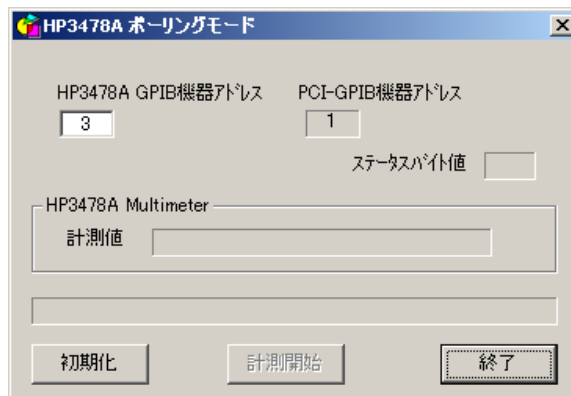 HP3478A ポーリングモード
HP3478A GPIB機器アドレス
PCI-GPIB機器アドレス
3
1
ステータスバイト値
HP3478A Multimeter
計測値
初期化
計測開始
終了